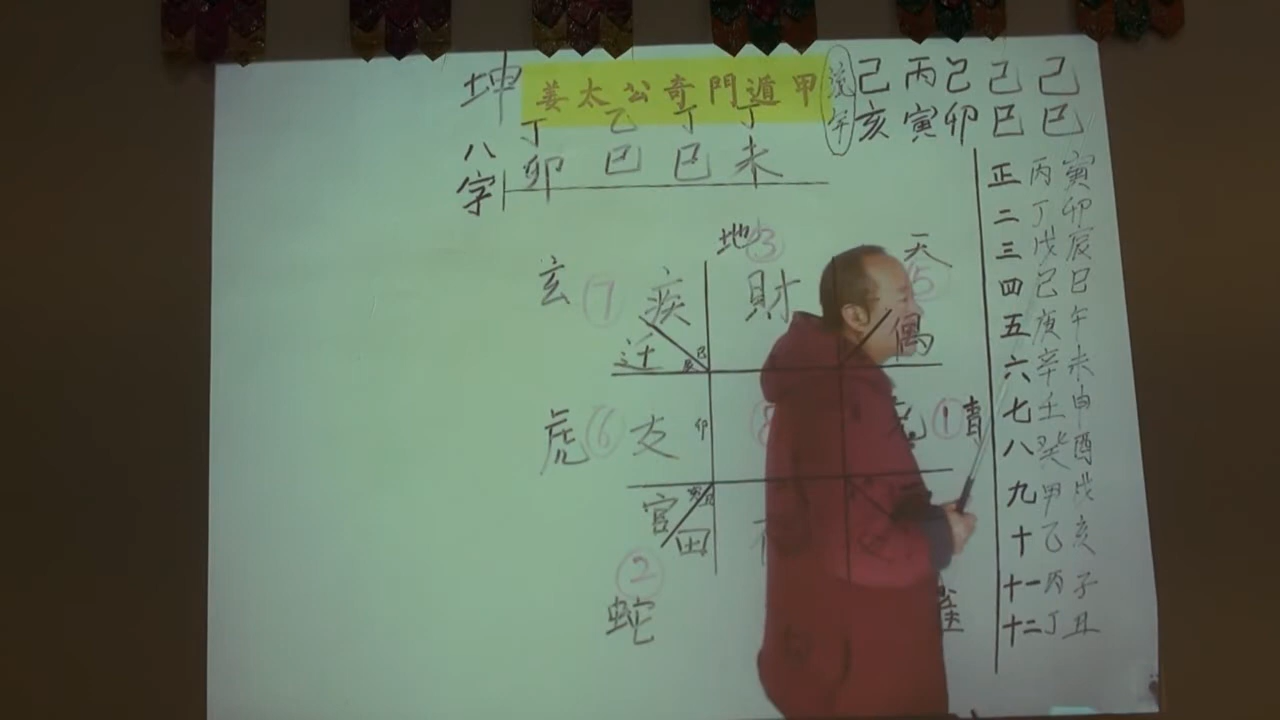 坤 姜太公奇門遁甲 己 丙 己 己 己
丁 乙 丁 丁 亥 寅 卯 巳 巳
八字 卯 巳 巳 未
正 丙 寅
二 丁 卯
三 戊 辰
四 己 巳
五 庚 午
六 辛 未
七 壬 申
八 癸 酉
九 甲 戌
十 乙 亥
十一 丙 子
十二 丁 丑
地 3 天
玄 7 疾 財 5
迁 巳
虎 6 友 卯 1 青
官
田
2
蛇